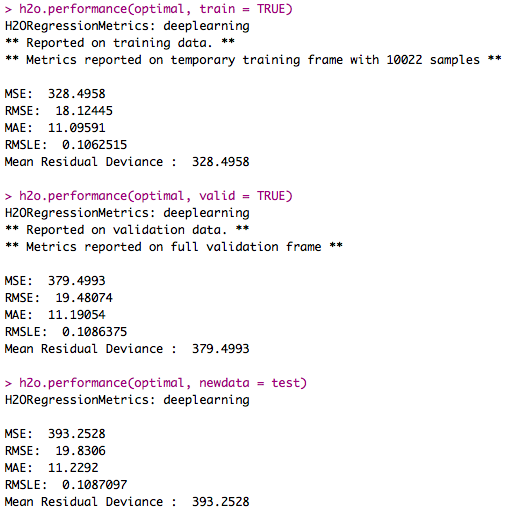 > h2o.performance(optimal, train = TRUE)
H2ORegressionMetrics: deeplearning
** Reported on training data. **
** Metrics reported on temporary training frame with 10022 samples **
MSE:  328.4958
RMSE:  18.12445
MAE:  11.09591
RMSLE:  0.1062515
Mean Residual Deviance :  328.4958
> h2o.performance(optimal, valid = TRUE)
H2ORegressionMetrics: deeplearning
** Reported on validation data. **
** Metrics reported on full validation frame **
MSE:  379.4993
RMSE:  19.48074
MAE:  11.19054
RMSLE:  0.1086375
Mean Residual Deviance :  379.4993
> h2o.performance(optimal, newdata = test)
H2ORegressionMetrics: deeplearning
MSE:  393.2528
RMSE:  19.8306
MAE:  11.2292
RMSLE:  0.1087097
Mean Residual Deviance :  393.2528